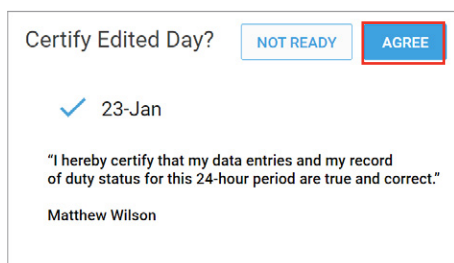 Certify Edited Day? NOT READY AGREE
23-Jan
“I hereby certify that my data entries and my record
of duty status for this 24-hour period are true and correct.”
Matthew Wilson